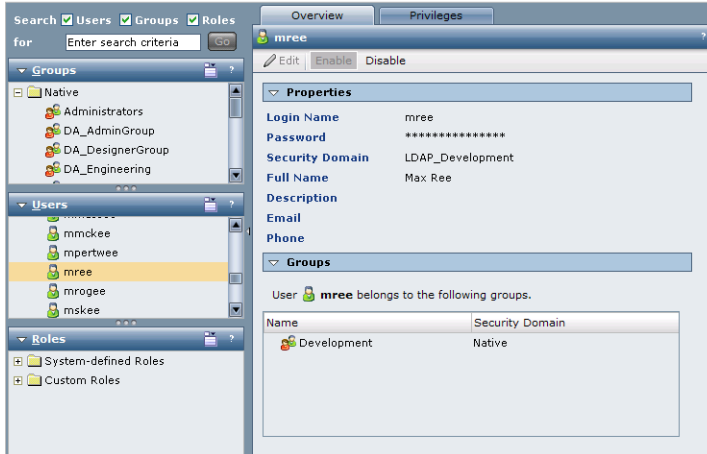 Search Users Groups Roles
for Enter search criteria Go
Groups ?
Native
Administrators
DA_AdminGroup
DA_DesignerGroup
DA_Engineering
Users ?
mmckee
mpertwee
mree
mrogee
mskee
Roles ?
System-defined Roles
Custom Roles
Overview Privileges
mree ?
Edit Enable Disable
Properties
Login Name mree
Password ***************
Security Domain LDAP_Development
Full Name Max Ree
Description
Email
Phone
Groups
User mree belongs to the following groups.
Name Security Domain
Development Native